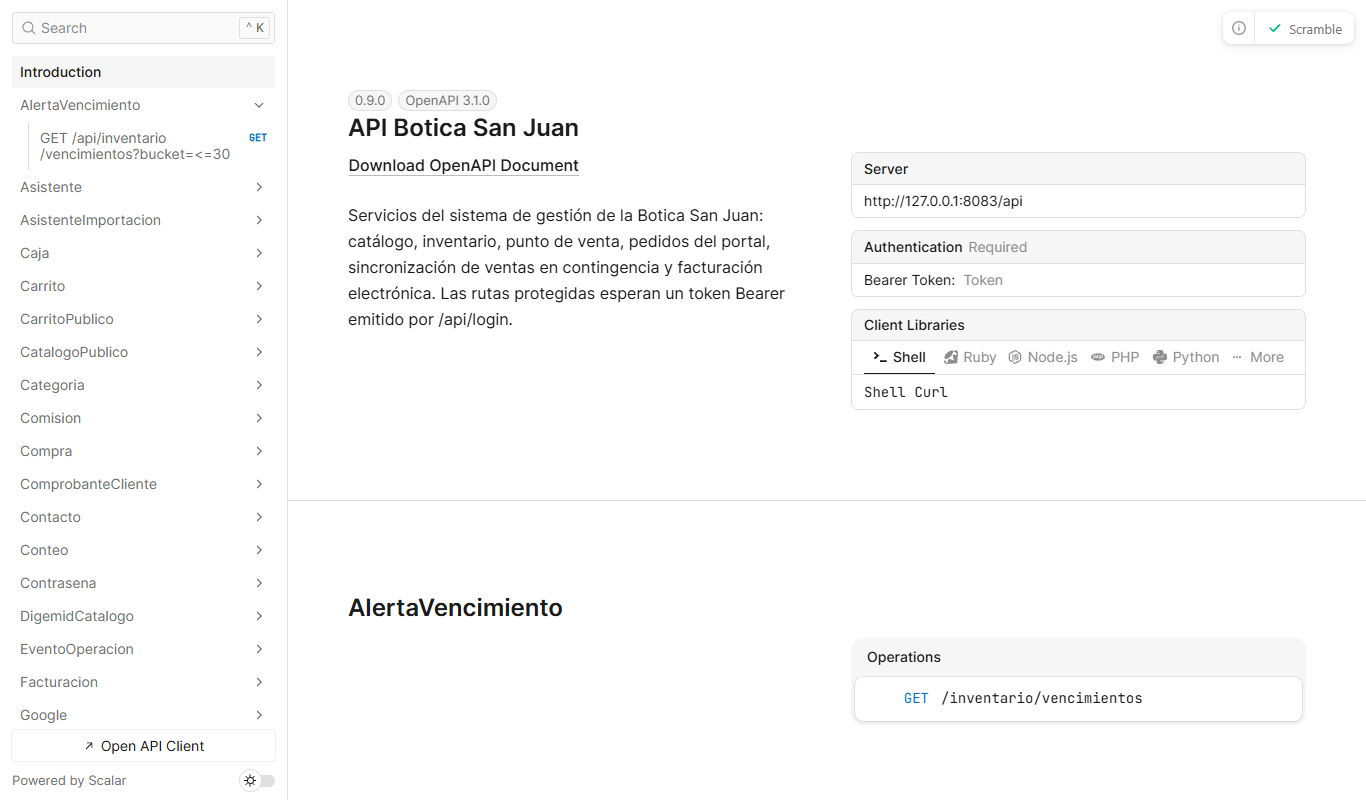 Search
^ K
Introduction
AlertaVencimiento
GET /api/inventario
/vencimientos?bucket=<=30
GET
Asistente
AsistenteImportacion
Caja
Carrito
CarritoPublico
CatalogoPublico
Categoria
Comision
Compra
ComprobanteCliente
Contacto
Conteo
Contrasena
DigemidCatalogo
EventoOperacion
Facturacion
Google
Open API Client
Powered by Scalar
Scramble
0.9.0
OpenAPI 3.1.0
API Botica San Juan
Download OpenAPI Document
Servicios del sistema de gestión de la Botica San Juan:
catálogo, inventario, punto de venta, pedidos del portal,
sincronización de ventas en contingencia y facturación
electrónica. Las rutas protegidas esperan un token Bearer
emitido por /api/login.
Server
http://127.0.0.1:8083/api
Authentication Required
Bearer Token: Token
Client Libraries
Shell Ruby Node.js PHP Python More
Shell Curl
AlertaVencimiento
Operations
GET /inventario/vencimientos